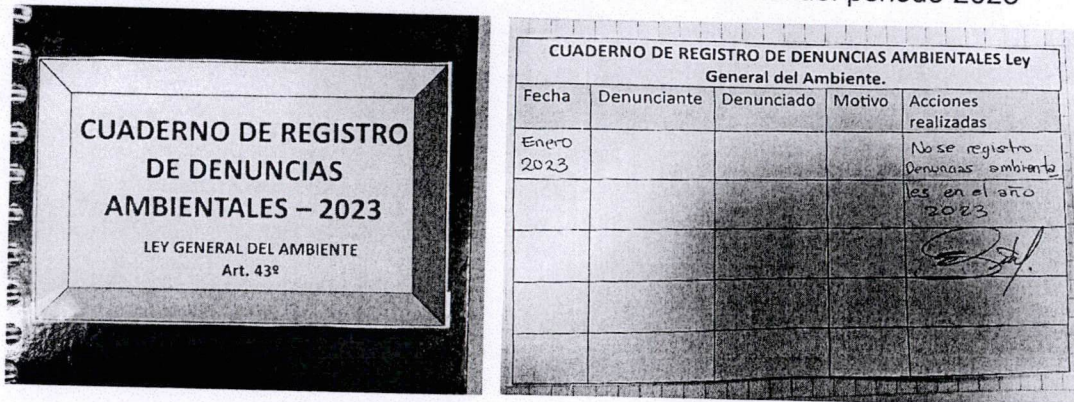 periodo 2023
CUADERNO DE REGISTRO
DE DENUNCIAS
AMBIENTALES – 2023
LEY GENERAL DEL AMBIENTE
Art. 43º
CUADERNO DE REGISTRO DE DENUNCIAS AMBIENTALES Ley
General del Ambiente.
Fecha Denunciante Denunciado Motivo Acciones
realizadas
Enero
2023
No se registro
Denuncias ambienta
les en el año
2023